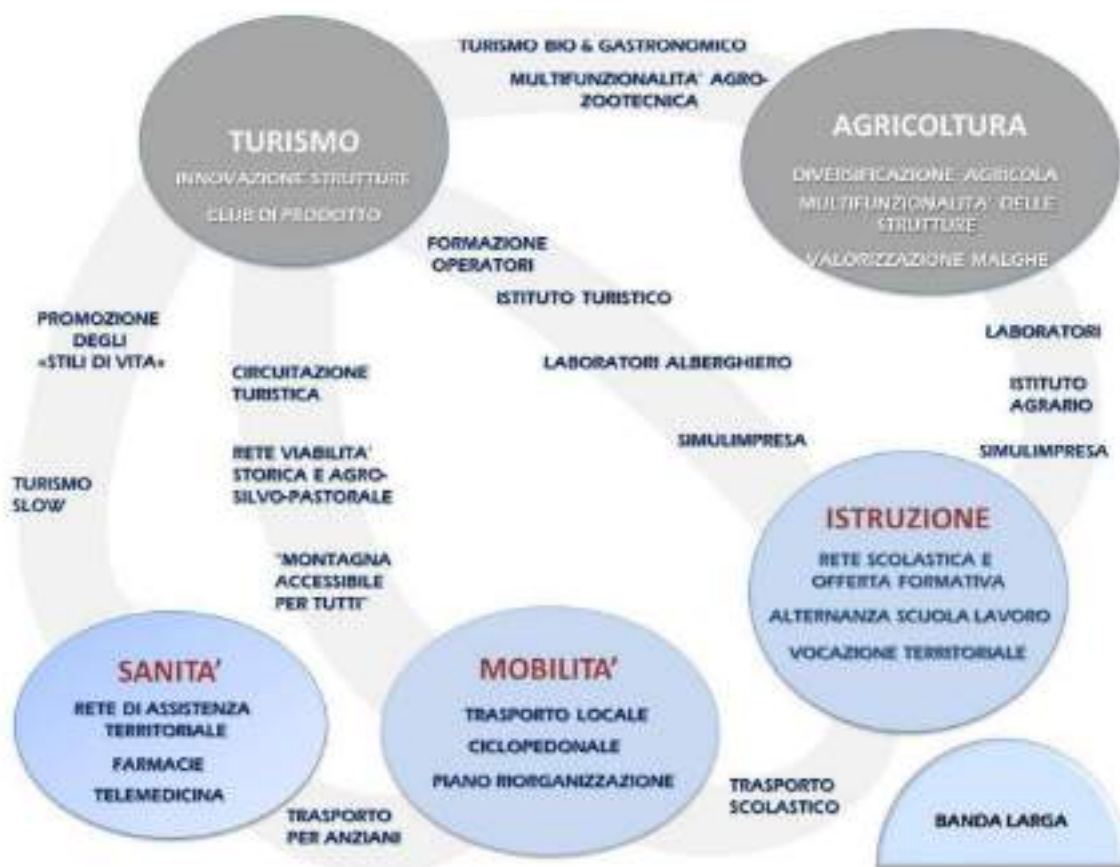 TURISMO BIO & GASTRONOMICO
MULTIFUNZIONALITA' AGRO-
ZOOTECNICA
TURISMO
INNOVAZIONE STRUTTURE
CLUB DI PRODOTTO
AGRICOLTURA
DIVERSIFICAZIONE AGRICOLA
MULTIFUNZIONALITA' DELLE
STRUTTURE
VALORIZZAZIONE MALGHE
FORMAZIONE
OPERATORI
ISTITUTO TURISTICO
LABORATORI ALBERGHIERO
SIMULIMPRESA
LABORATORI
ISTITUTO
AGRARIO
SIMULIMPRESA
PROMOZIONE
DEGLI
«STILI DI VITA»
TURISMO
SLOW
CIRCUITAZIONE
TURISTICA
RETE VIABILITA'
STORICA E AGRO-
SILVO-PASTORALE
"MONTAGNA
ACCESSIBILE
PER TUTTI"
ISTRUZIONE
RETE SCOLASTICA E
OFFERTA FORMATIVA
ALTERNANZA SCUOLA LAVORO
VOCAZIONE TERRITORIALE
SANITA'
RETE DI ASSISTENZA
TERRITORIALE
FARMACIE
TELEMEDICINA
MOBILITA'
TRASPORTO LOCALE
CICLOPEDONALE
PIANO RIORGANIZZAZIONE
TRASPORTO
PER ANZIANI
TRASPORTO
SCOLASTICO
BANDA LARGA